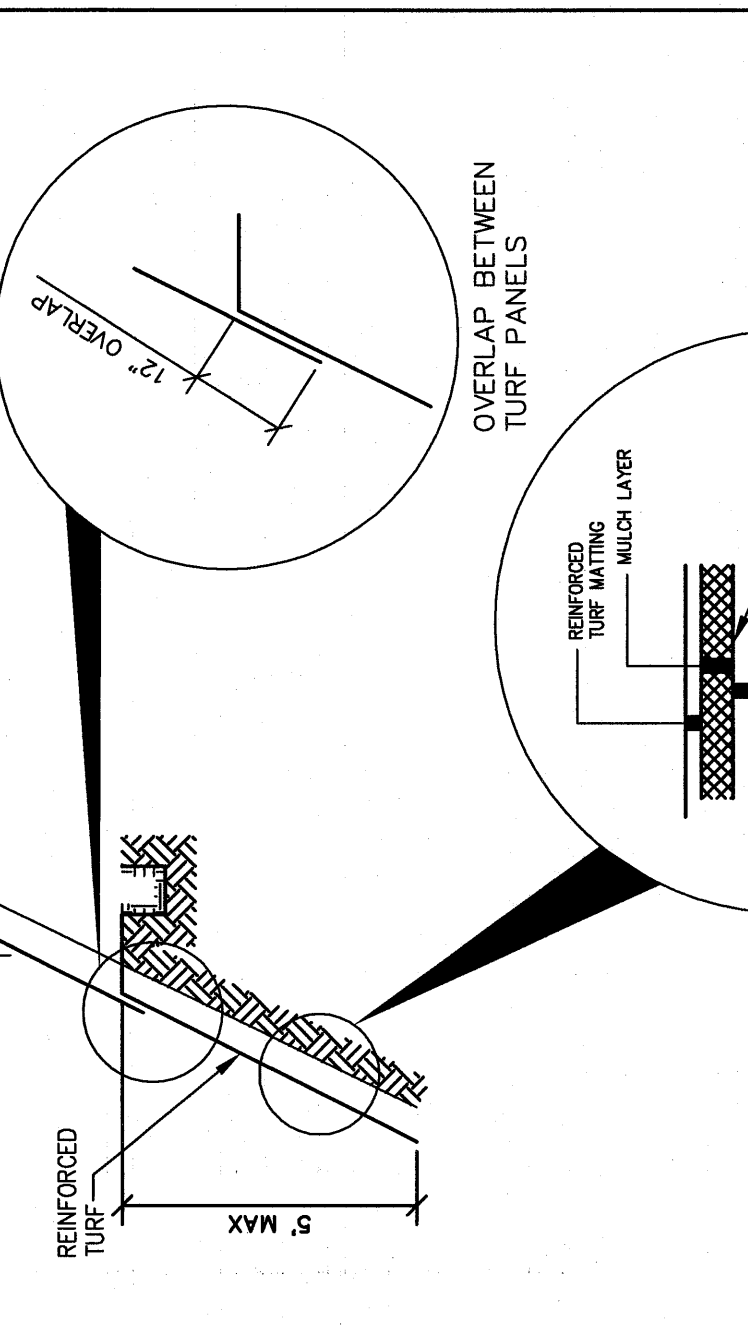 12" OVERLAP
OVERLAP BETWEEN
TURF PANELS
REINFORCED
TURF MATTING
MULCH LAYER
REINFORCED
TURF
5' MAX